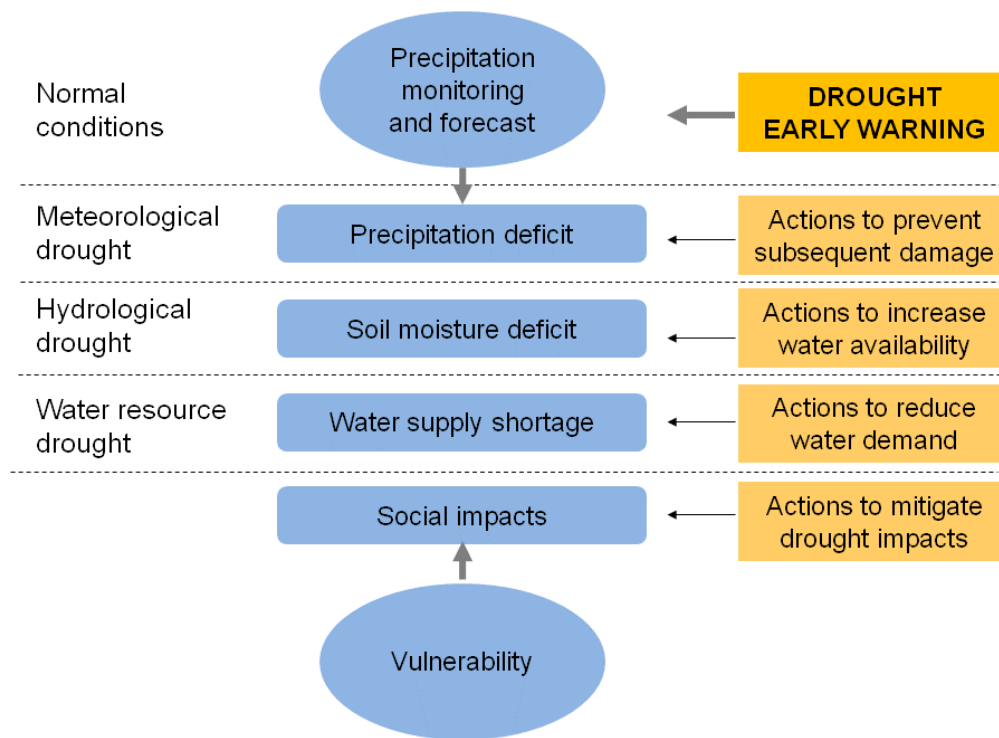 Normal
conditions
Precipitation
monitoring
and forecast
DROUGHT
EARLY WARNING
Meteorological
drought
Precipitation deficit
Actions to prevent
subsequent damage
Hydrological
drought
Soil moisture deficit
Actions to increase
water availability
Water resource
drought
Water supply shortage
Actions to reduce
water demand
Social impacts
Actions to mitigate
drought impacts
Vulnerability